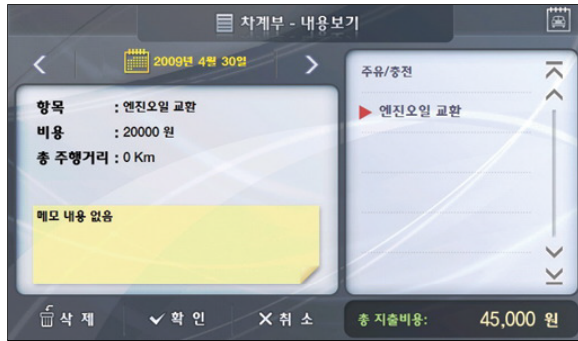 차계부 - 내용보기
2009년 4월 30일
항목 : 엔진오일 교환
비용 : 20000 원
총 주행거리 : 0 Km
메모 내용 없음
주유/충전
엔진오일 교환
삭 제
확 인
취 소
총 지출비용: 45,000 원